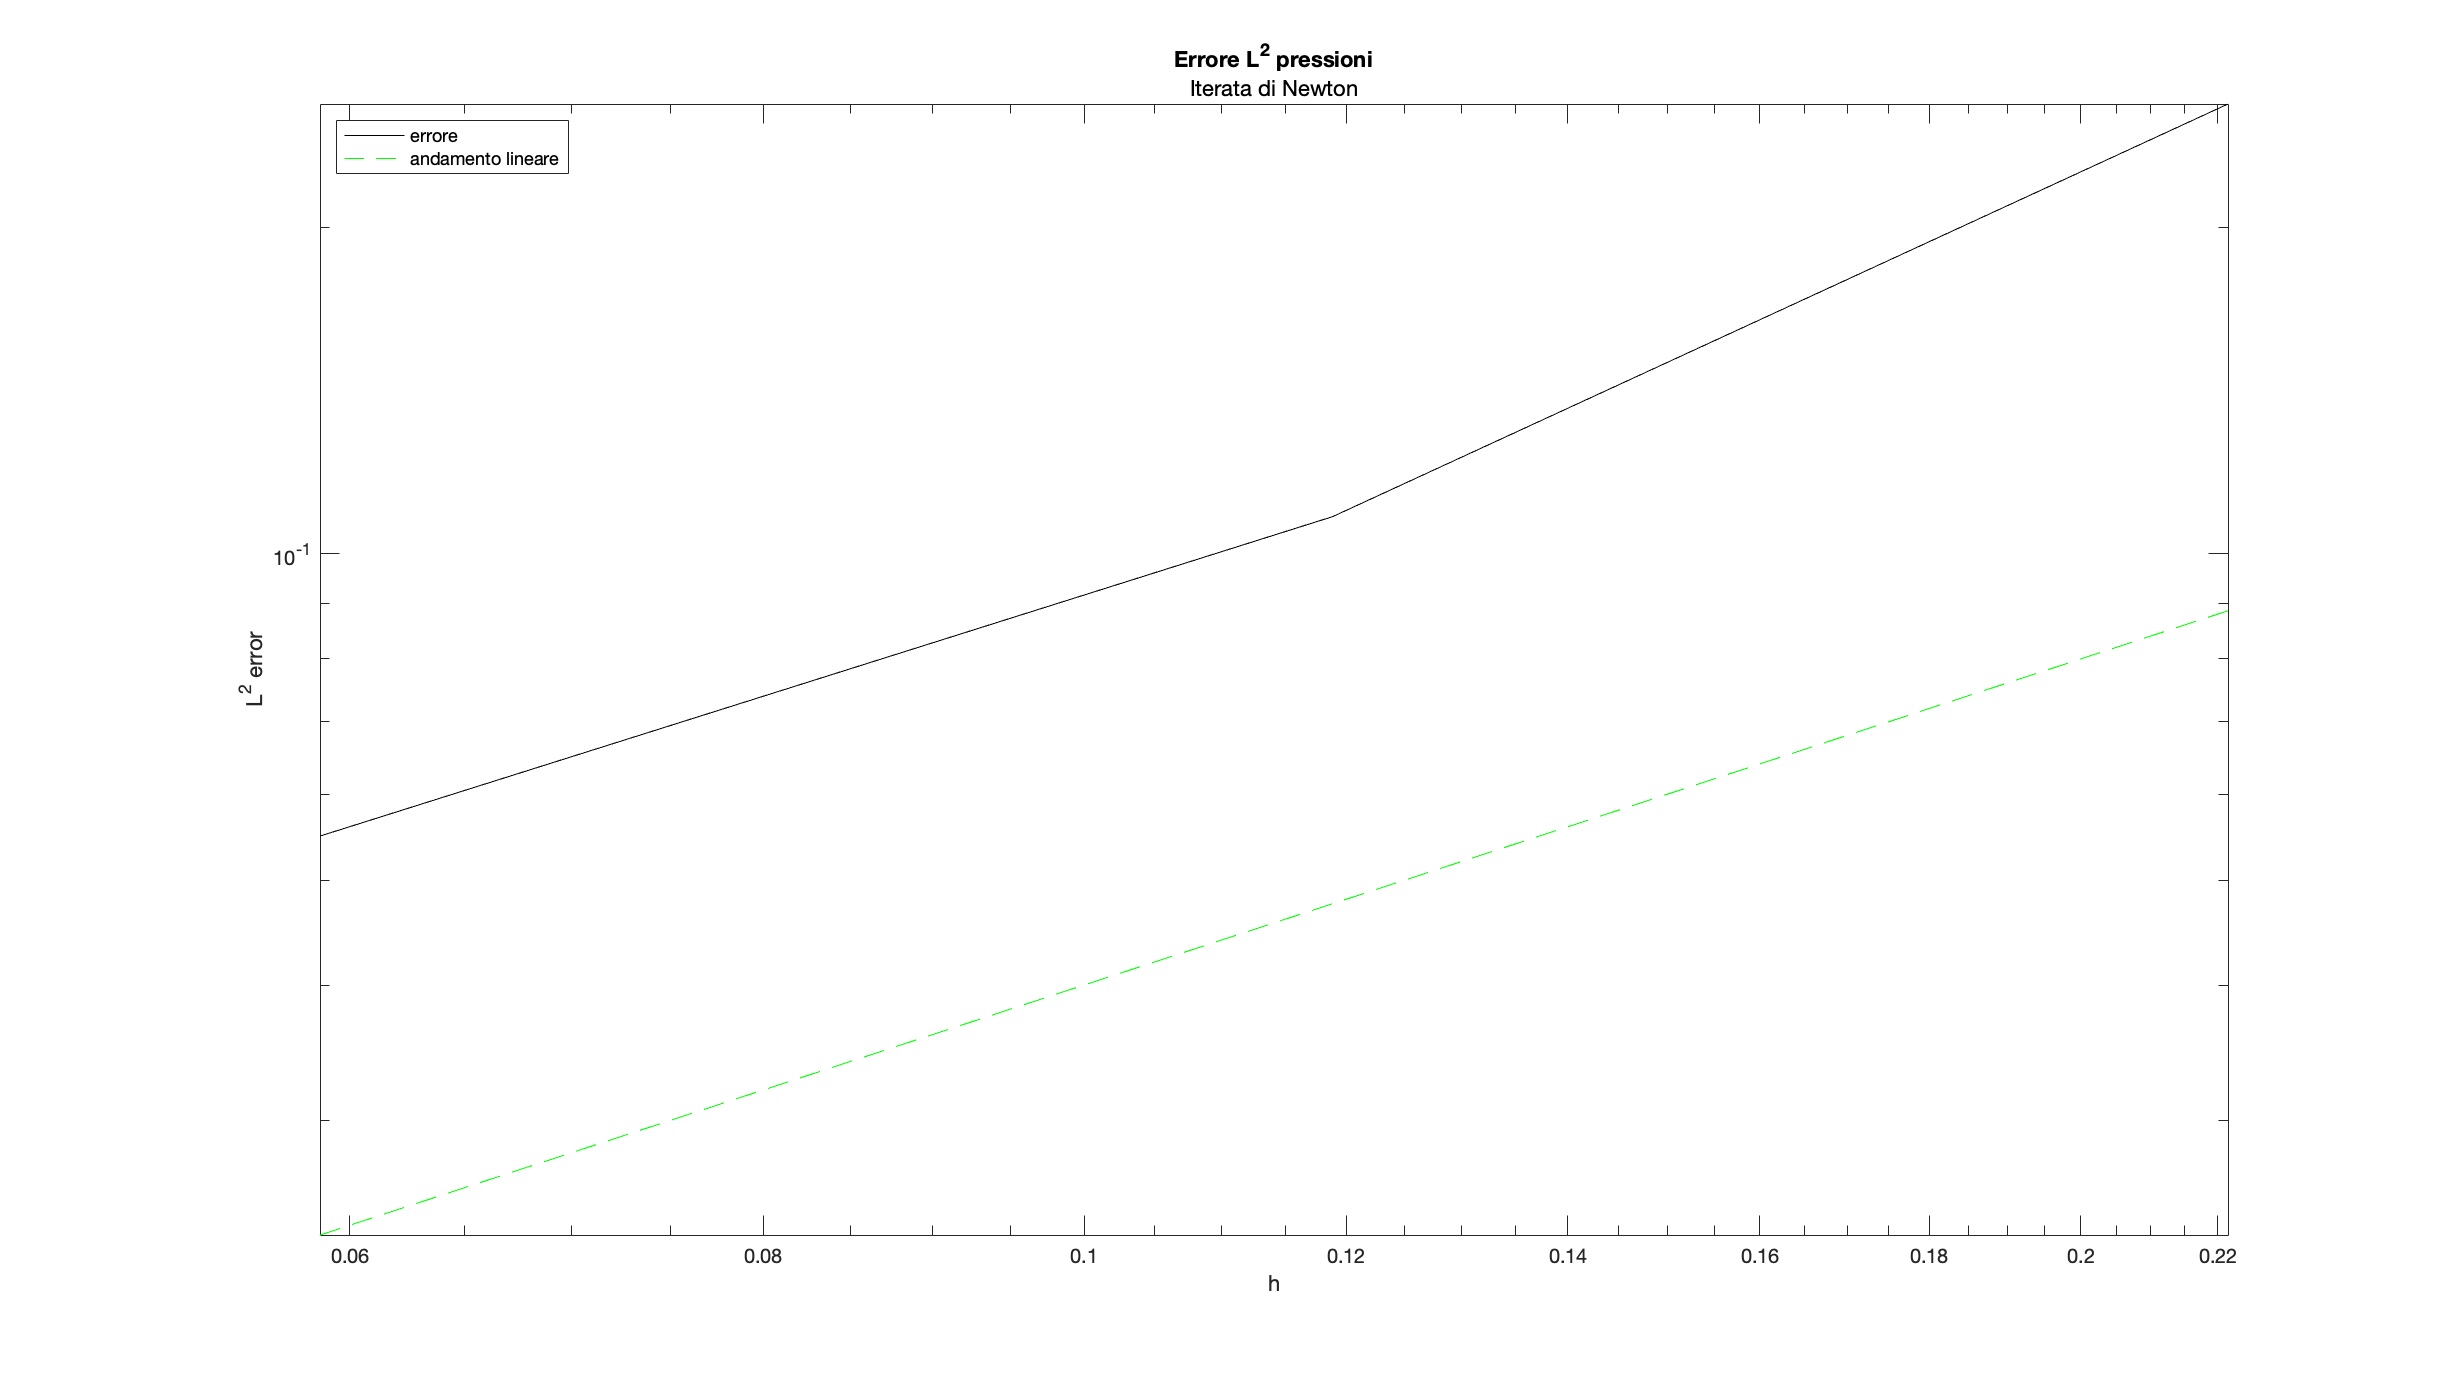 Errore L² pressioni
Iterata di Newton
errore
andamento lineare
10⁻¹
L² error
0.06 0.08 0.1 0.12 0.14 0.16 0.18 0.2 0.22
h